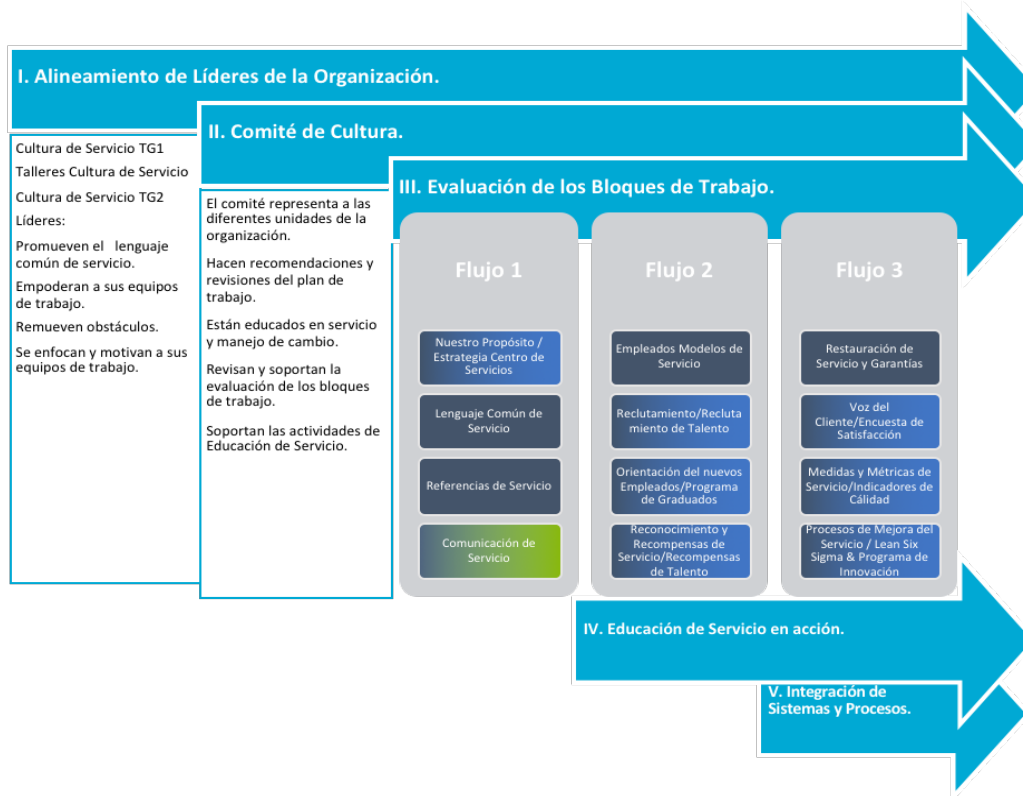 I. Alineamiento de Líderes de la Organización.
Cultura de Servicio TG1
Talleres Cultura de Servicio
Cultura de Servicio TG2
Líderes:
Promueven el lenguaje
común de servicio.
Empoderan a sus equipos
de trabajo.
Remueven obstáculos.
Se enfocan y motivan a sus
equipos de trabajo.
II. Comité de Cultura.
El comité representa a las
diferentes unidades de la
organización.
Hacen recomendaciones y
revisiones del plan de
trabajo.
Están educados en servicio
y manejo de cambio.
Revisan y soportan la
evaluación de los bloques
de trabajo.
Soportan las actividades de
Educación de Servicio.
III. Evaluación de los Bloques de Trabajo.
Flujo 1
Nuestro Propósito /
Estrategia Centro de
Servicios
Lenguaje Común de
Servicio
Referencias de Servicio
Comunicación de
Servicio
Flujo 2
Empleados Modelos de
Servicio
Reclutamiento/Recluta
miento de Talento
Orientación del nuevos
Empleados/Programa
de Graduados
Reconocimiento y
Recompensas de
Servicio/Recompensas
de Talento
Flujo 3
Restauración de
Servicio y Garantías
Voz del
Cliente/Encuesta de
Satisfacción
Medidas y Métricas de
Servicio/Indicadores de
Cálidad
Procesos de Mejora del
Servicio / Lean Six
Sigma & Programa de
Innovación
IV. Educación de Servicio en acción.
V. Integración de
Sistemas y Procesos.